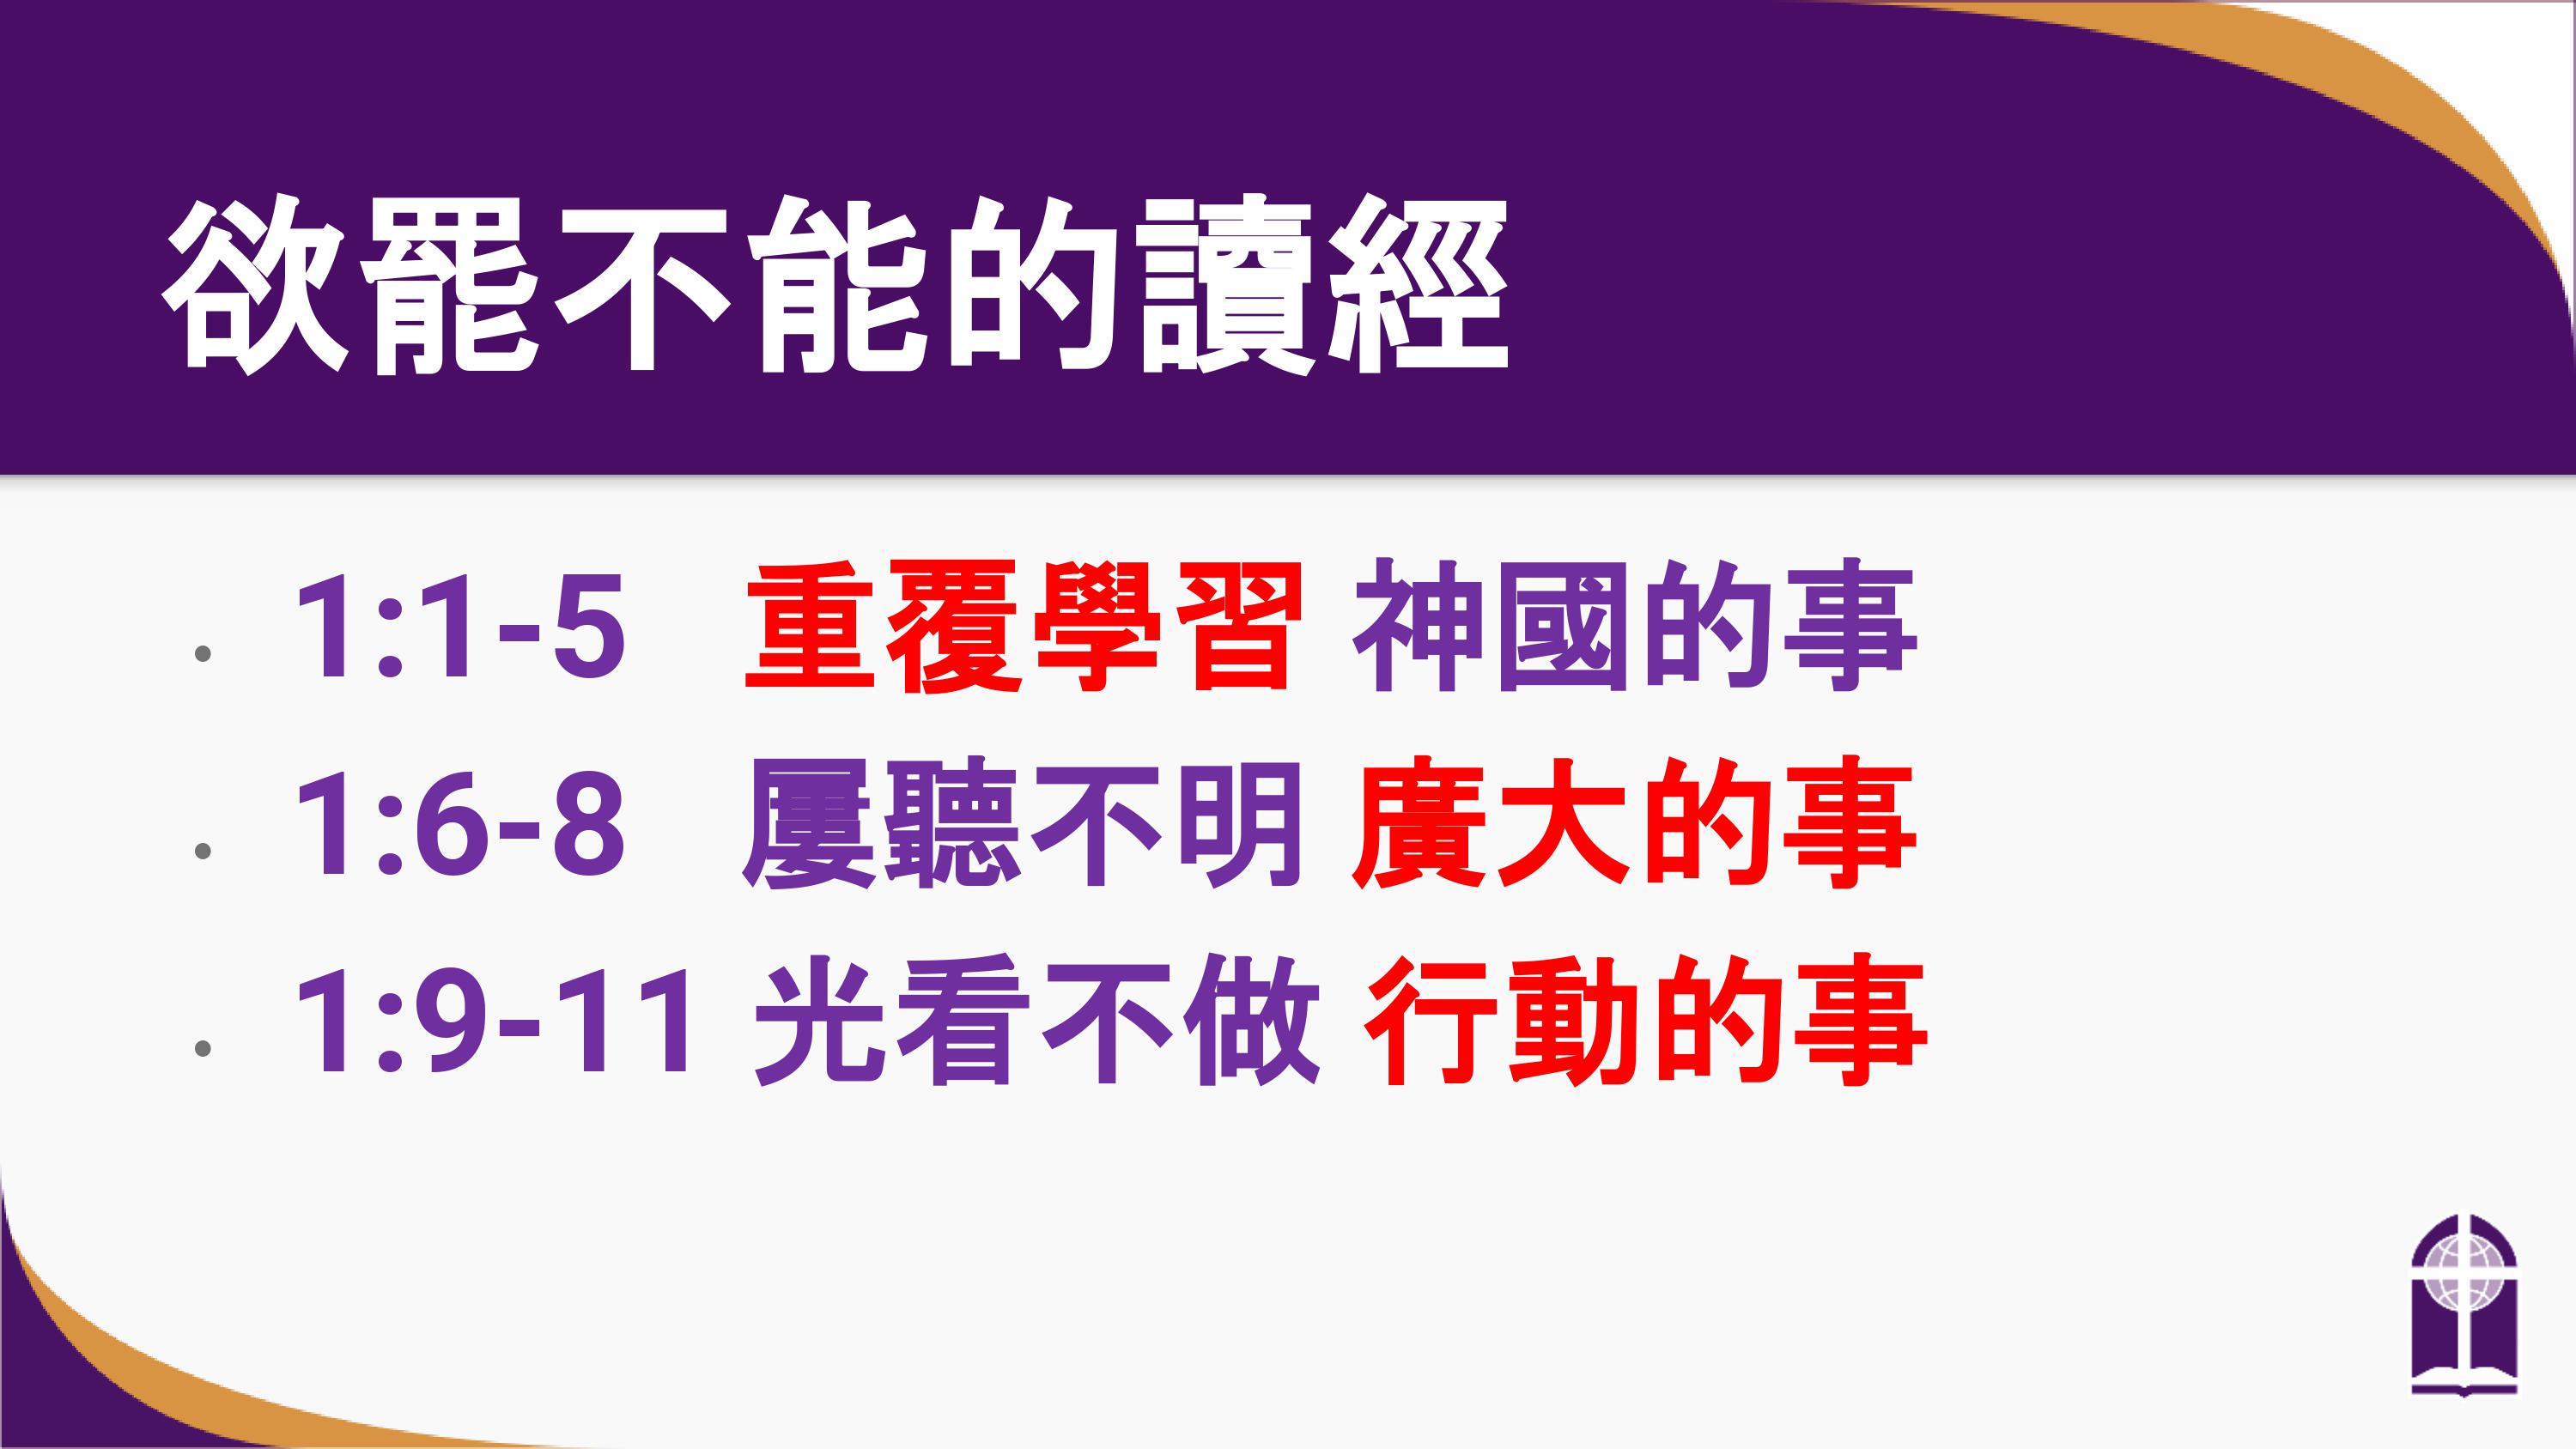 欲罷不能的讀經
• 1:1-5 重覆學習 神國的事
• 1:6-8 屢聽不明 廣大的事
• 1:9-11 光看不做 行動的事